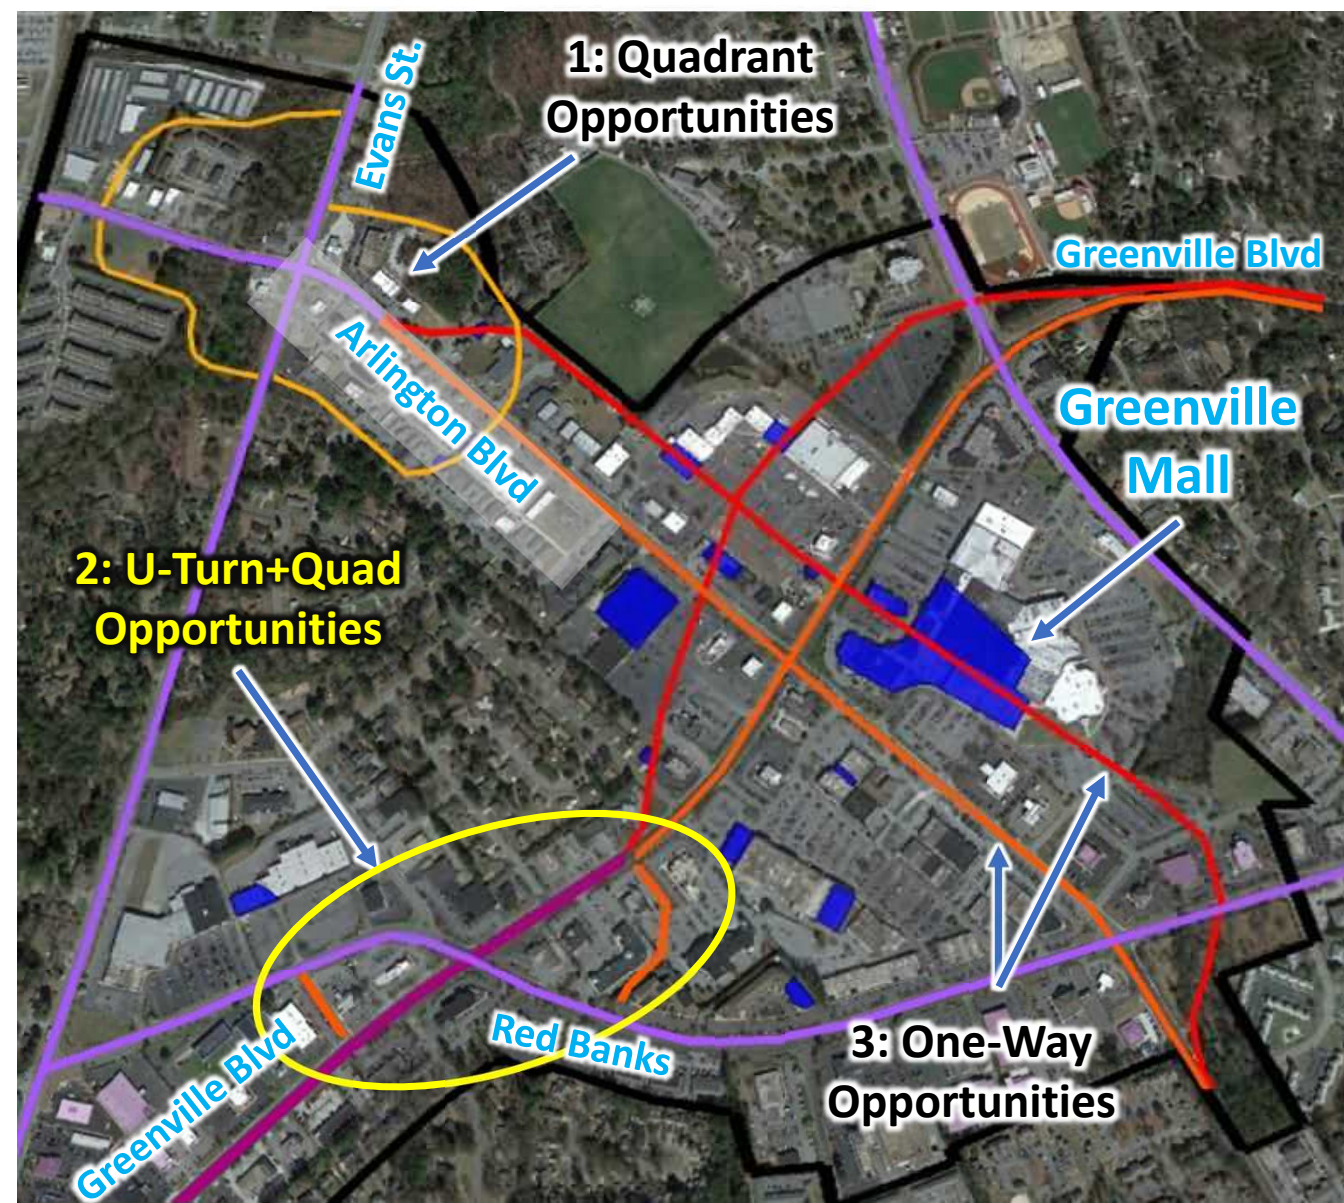 1: Quadrant
Opportunities
Evans St.
Greenville Blvd
Arlington Blvd
Greenville
Mall
2: U-Turn+Quad
Opportunities
Red Banks
Greenville Blvd
3: One-Way
Opportunities